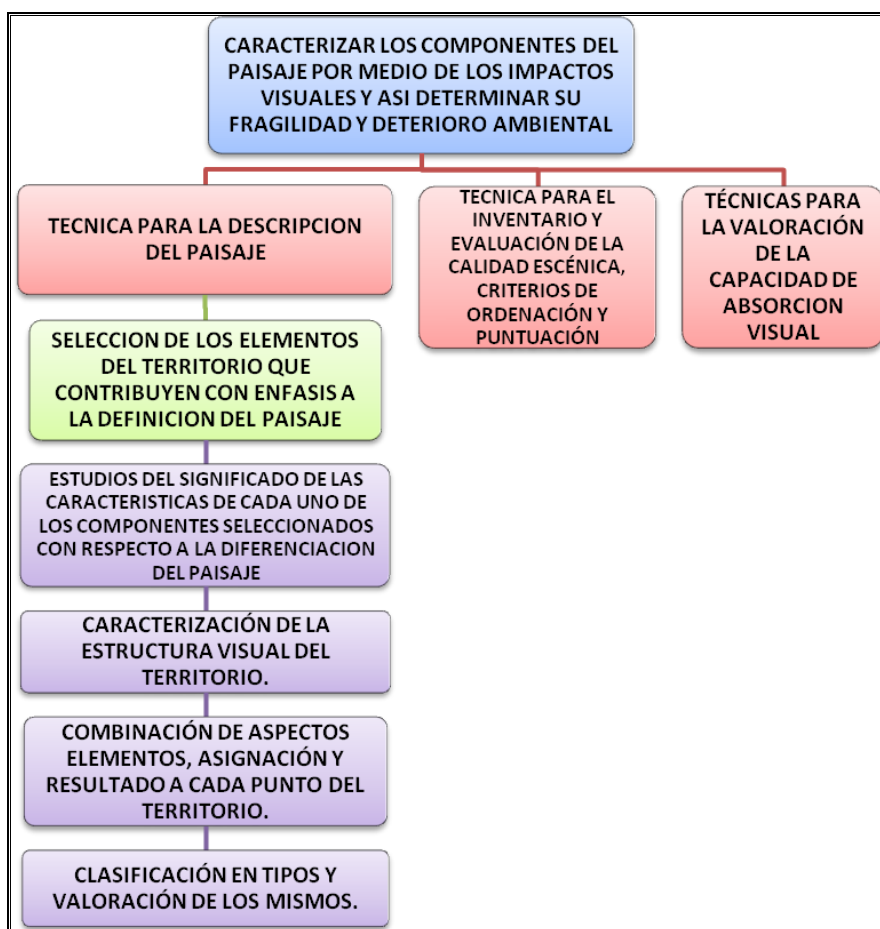 CARACTERIZAR LOS COMPONENTES DEL
PAISAJE POR MEDIO DE LOS IMPACTOS
VISUALES Y ASI DETERMINAR SU
FRAGILIDAD Y DETERIORO AMBIENTAL
TECNICA PARA LA DESCRIPCION
DEL PAISAJE
TECNICA PARA EL
INVENTARIO Y
EVALUACIÓN DE LA
CALIDAD ESCÉNICA,
CRITERIOS DE
ORDENACIÓN Y
PUNTUACIÓN
TÉCNICAS PARA
LA VALORACIÓN
DE LA
CAPACIDAD DE
ABSORCION
VISUAL
SELECCION DE LOS ELEMENTOS
DEL TERRITORIO QUE
CONTRIBUYEN CON ENFASIS A
LA DEFINICION DEL PAISAJE
ESTUDIOS DEL SIGNIFICADO DE LAS
CARACTERISTICAS DE CADA UNO DE
LOS COMPONENTES SELECCIONADOS
CON RESPECTO A LA DIFERENCIACION
DEL PAISAJE
CARACTERIZACIÓN DE LA
ESTRUCTURA VISUAL DEL
TERRITORIO.
COMBINACIÓN DE ASPECTOS
ELEMENTOS, ASIGNACIÓN Y
RESULTADO A CADA PUNTO DEL
TERRITORIO.
CLASIFICACIÓN EN TIPOS Y
VALORACIÓN DE LOS MISMOS.